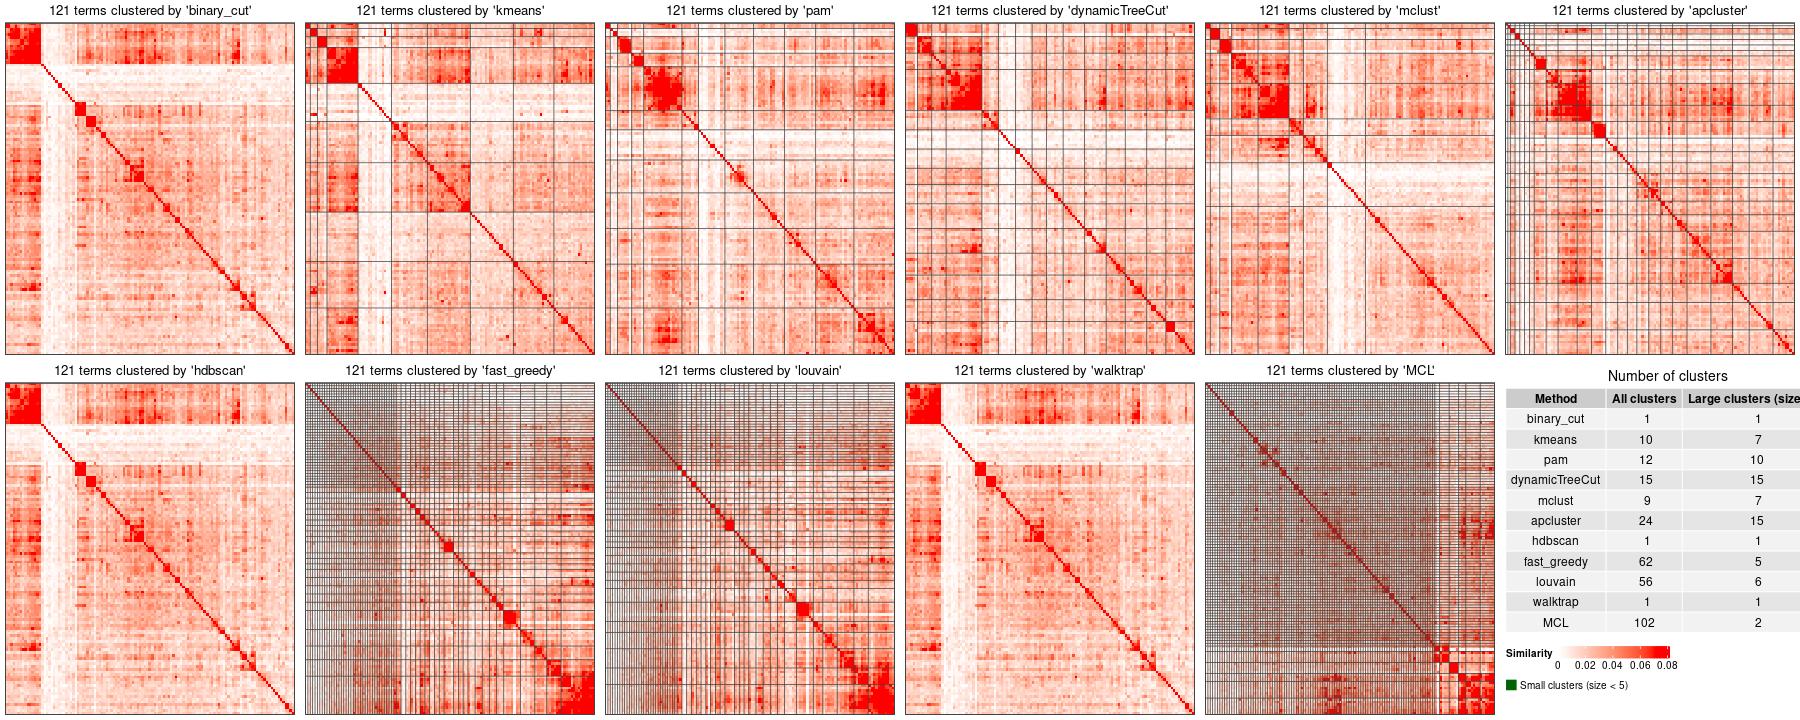 121 terms clustered by 'binary_cut'
121 terms clustered by 'kmeans'
121 terms clustered by 'pam'
121 terms clustered by 'dynamicTreeCut'
121 terms clustered by 'mclust'
121 terms clustered by 'apcluster'
121 terms clustered by 'hdbscan'
121 terms clustered by 'fast_greedy'
121 terms clustered by 'louvain'
121 terms clustered by 'walktrap'
121 terms clustered by 'MCL'
Number of clusters
Method All clusters Large clusters (size
binary_cut 1 1
kmeans 10 7
pam 12 10
dynamicTreeCut 15 15
mclust 9 7
apcluster 24 15
hdbscan 1 1
fast_greedy 62 5
louvain 56 6
walktrap 1 1
MCL 102 2
Similarity
0 0.02 0.04 0.06 0.08
Small clusters (size < 5)